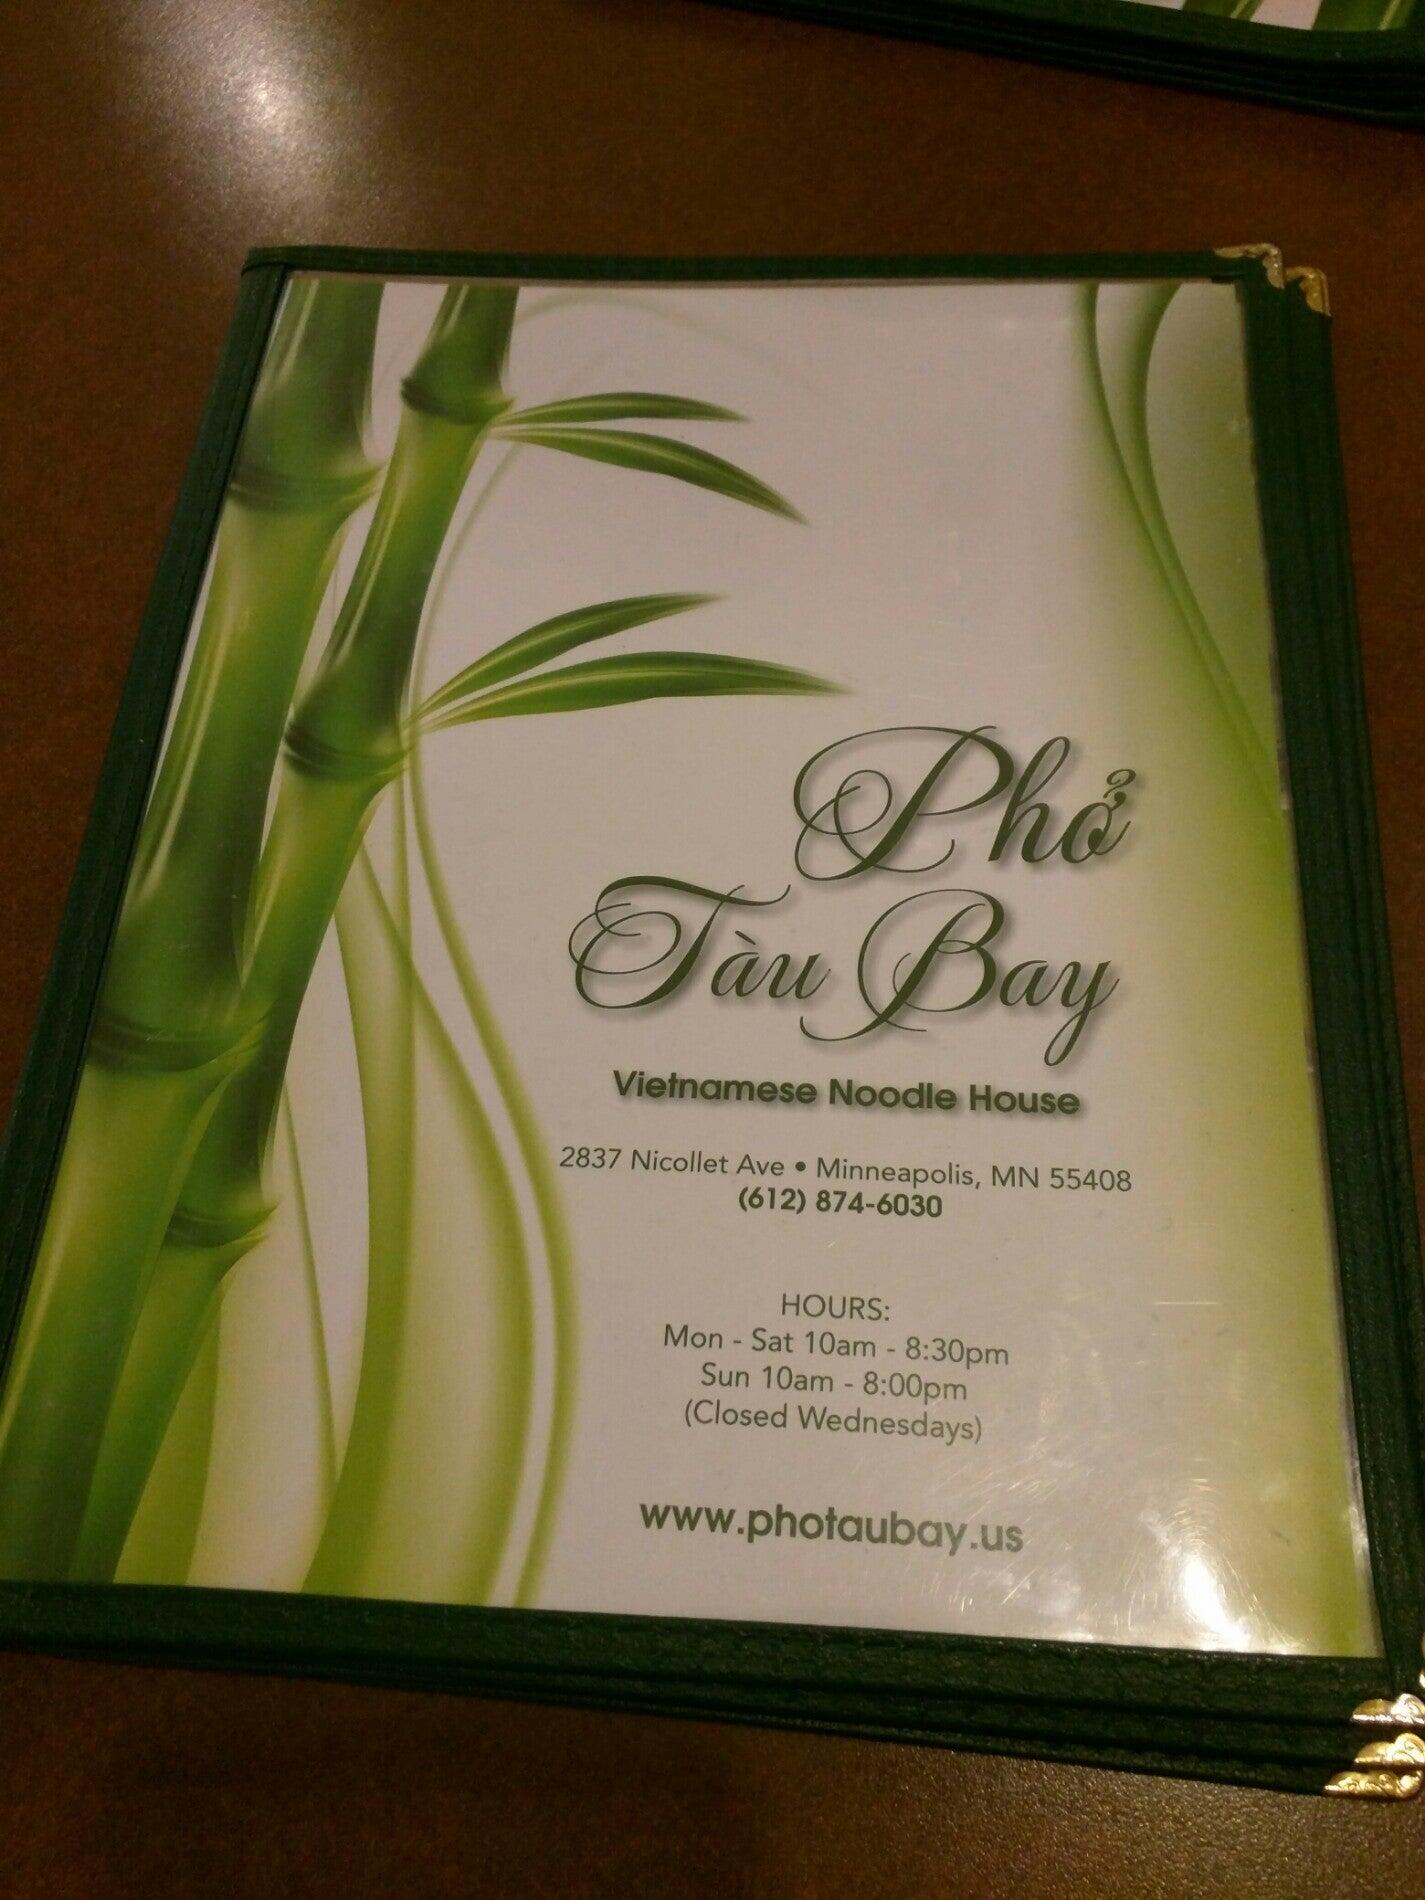 Phở
Tàu Bay
Vietnamese Noodle House
2837 Nicollet Ave • Minneapolis, MN 55408
(612) 874-6030
HOURS:
Mon - Sat 10am - 8:30pm
Sun 10am - 8:00pm
(Closed Wednesdays)
www.photaubay.us